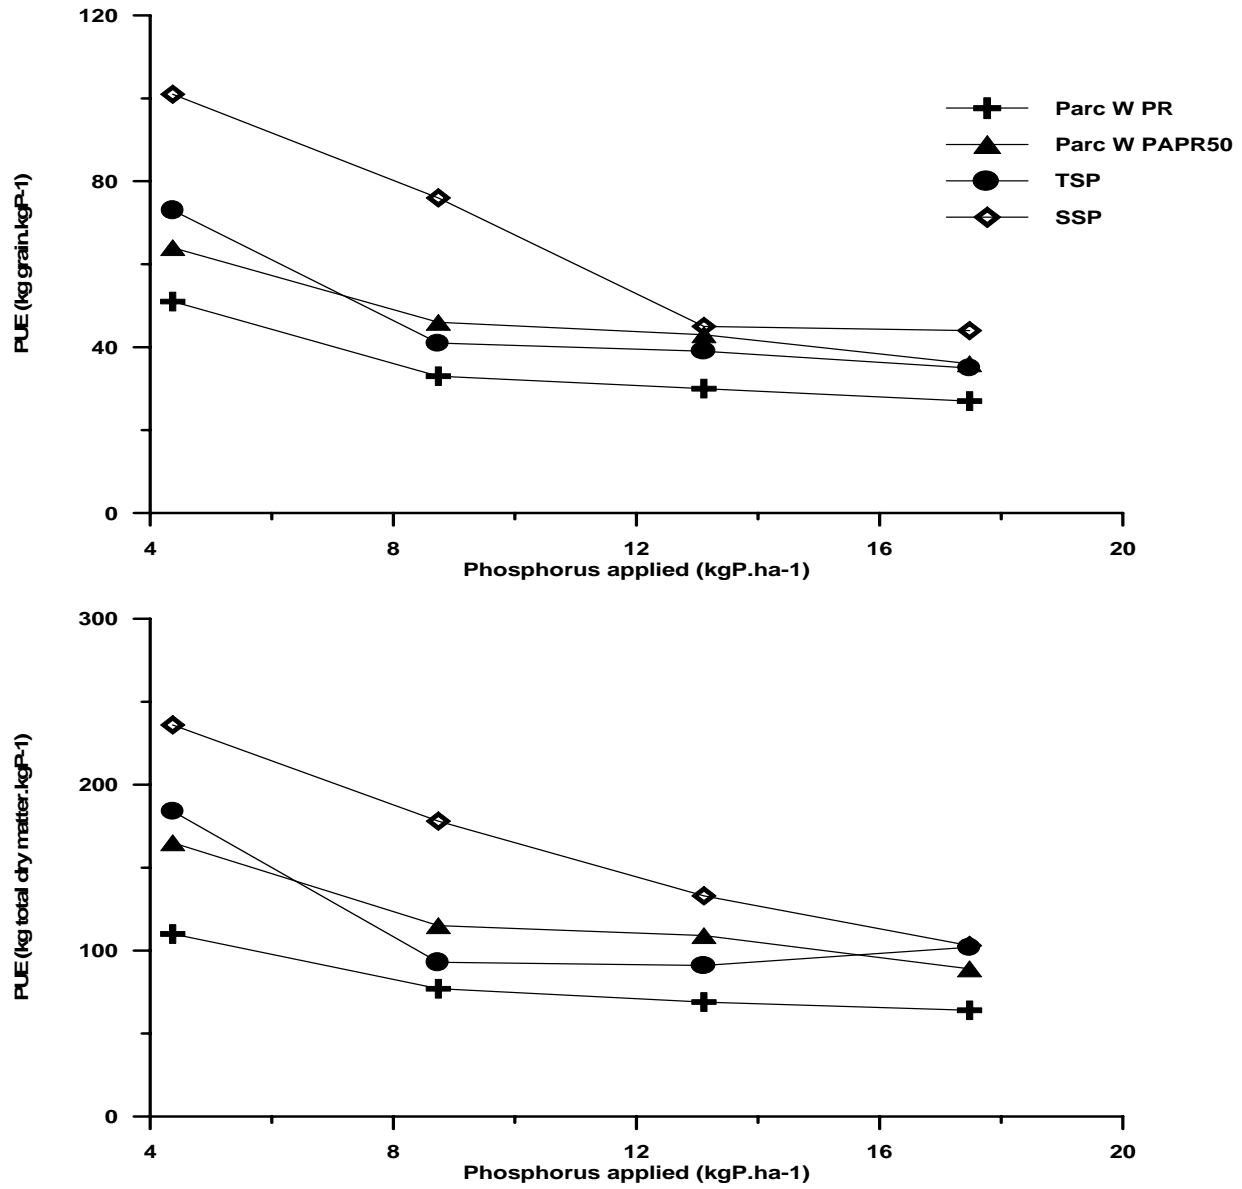 120
80
40
0
PUE (kg grain.kgP-1)
Parc W PR
Parc W PAPR50
TSP
SSP
4 8 12 16 20
Phosphorus applied (kgP.ha-1)
300
200
100
0
PUE (kg total dry matter.kgP-1)
4 8 12 16 20
Phosphorus applied (kgP.ha-1)